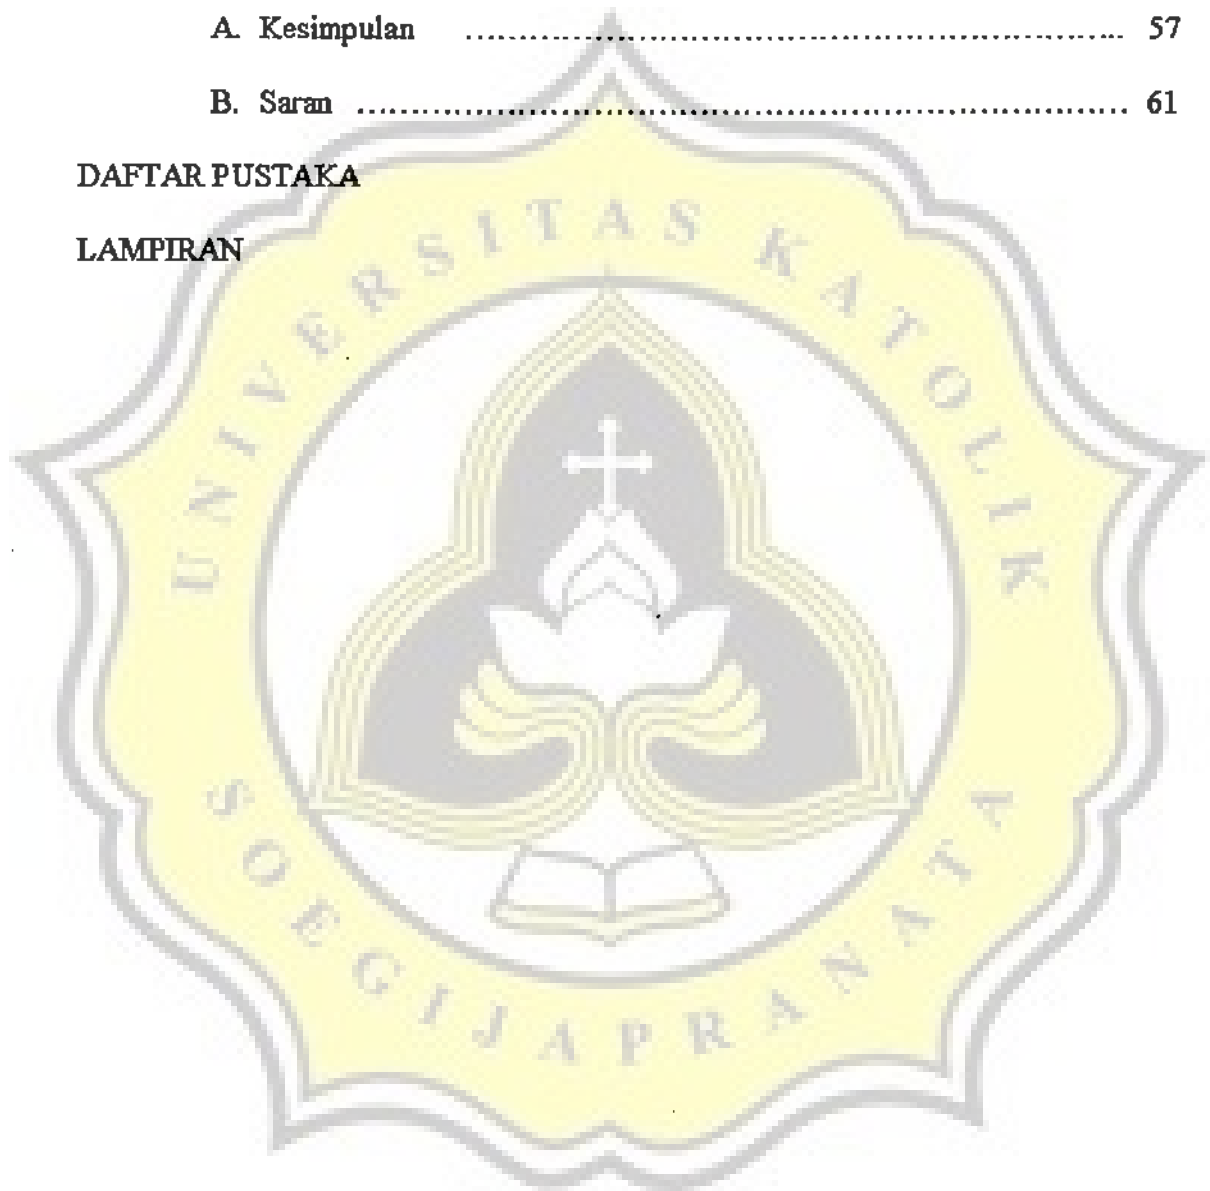 A. Kesimpulan ........................................................................ 57
B. Saran .................................................................................... 61
DAFTAR PUSTAKA
LAMPIRAN
UNIVERSITAS KATOLIK
SOEGIJAPRANATA